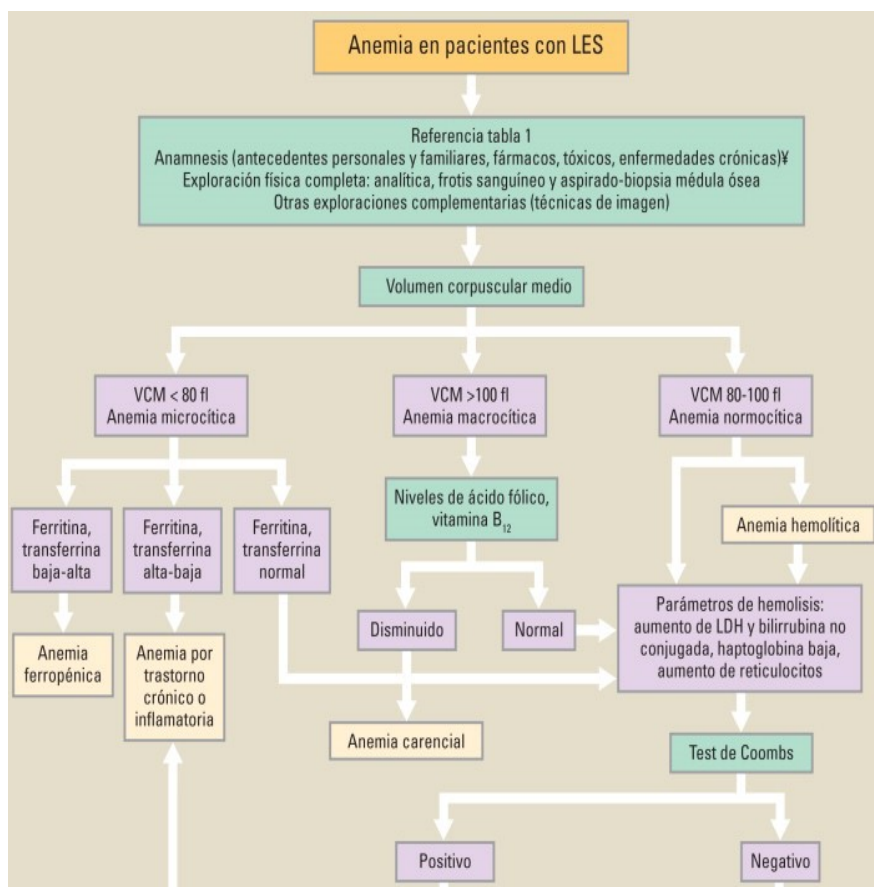 Anemia en pacientes con LES
Referencia tabla 1
Anamnesis (antecedentes personales y familiares, fármacos, tóxicos, enfermedades crónicas)¥
Exploración física completa: analítica, frotis sanguíneo y aspirado-biopsia médula ósea
Otras exploraciones complementarias (técnicas de imagen)
Volumen corpuscular medio
VCM < 80 fl
Anemia microcítica
VCM >100 fl
Anemia macrocítica
VCM 80-100 fl
Anemia normocítica
Ferritina,
transferrina
baja-alta
Ferritina,
transferrina
alta-baja
Ferritina,
transferrina
normal
Niveles de ácido fólico,
vitamina B12
Anemia hemolítica
Anemia
ferropénica
Anemia por
trastorno
crónico o
inflamatoria
Disminuido
Normal
Parámetros de hemolisis:
aumento de LDH y bilirrubina no
conjugada, haptoglobina baja,
aumento de reticulocitos
Anemia carencial
Test de Coombs
Positivo
Negativo